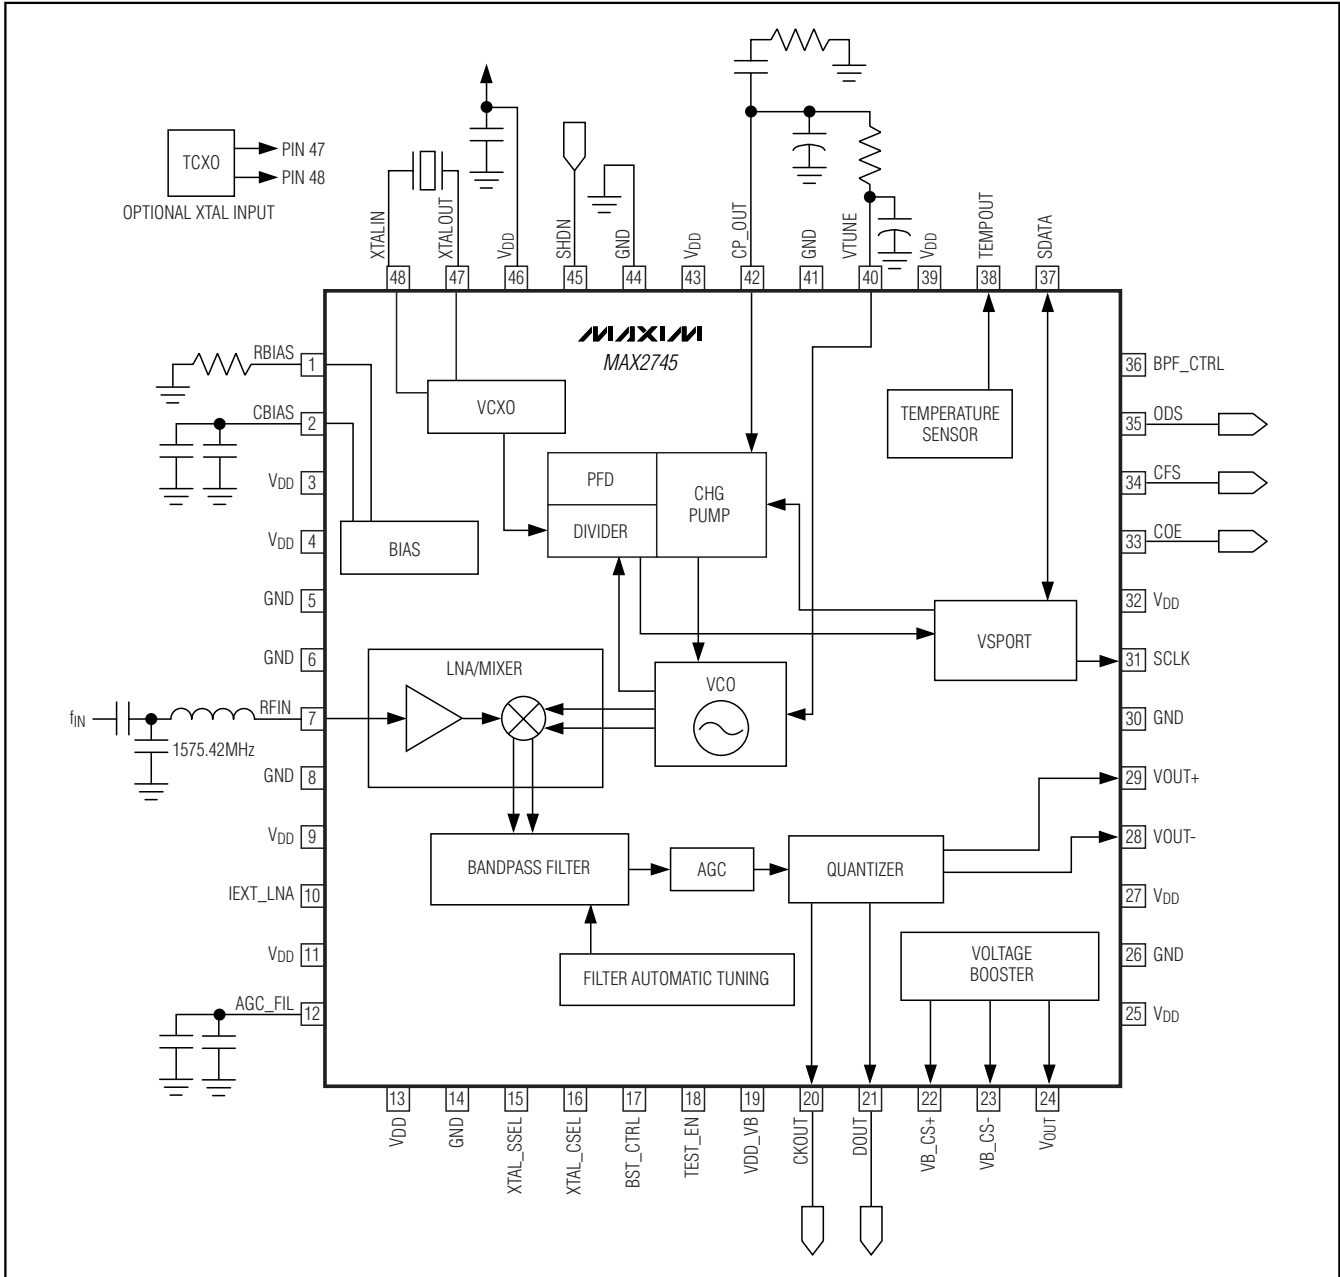 TCXO
PIN 47
PIN 48
OPTIONAL XTAL INPUT
XTALIN
XTALOUT
VDD
SHDN
GND
VDD
CP_OUT
GND
VTUNE
VDD
TEMPOUT
SDATA
48
47
46
45
44
43
42
41
40
39
38
37
MAXIM
MAX2745
RBIAS
1
CBIAS
2
VDD
3
VDD
4
GND
5
GND
6
fIN
RFIN
7
1575.42MHz
GND
8
VDD
9
IEXT_LNA
10
VDD
11
AGC_FIL
12
VCXO
BIAS
PFD
DIVIDER
CHG
PUMP
TEMPERATURE
SENSOR
VSPORT
LNA/MIXER
VCO
BANDPASS FILTER
AGC
QUANTIZER
FILTER AUTOMATIC TUNING
VOLTAGE
BOOSTER
36
BPF_CTRL
35
ODS
34
CFS
33
COE
32
VDD
31
SCLK
30
GND
29
VOUT+
28
VOUT-
27
VDD
26
GND
25
VDD
13
14
15
16
17
18
19
20
21
22
23
24
VDD
GND
XTAL_SSEL
XTAL_CSEL
BST_CTRL
TEST_EN
VDD_VB
CKOUT
DOUT
VB_CS+
VB_CS-
VOUT